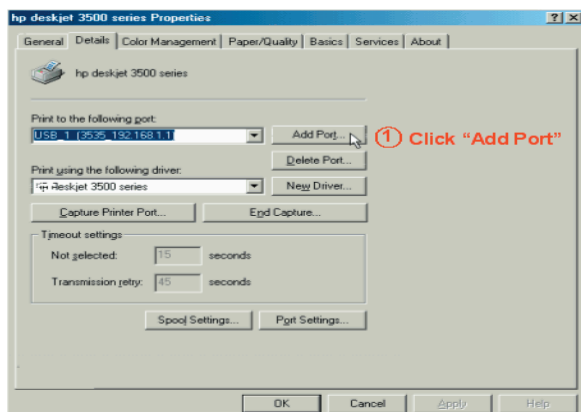 hp deskjet 3500 series Properties
General Details Color Management Paper/Quality Basics Services About
hp deskjet 3500 series
Print to the following port:
USB_1 (3535_192.168.1.1) Add Port... 1 Click “Add Port”
Delete Port...
Print using the following driver:
hp deskjet 3500 series New Driver...
Capture Printer Port... End Capture...
Timeout settings
Not selected: 15 seconds
Transmission retry: 45 seconds
Spool Settings... Port Settings...
OK Cancel Apply Help